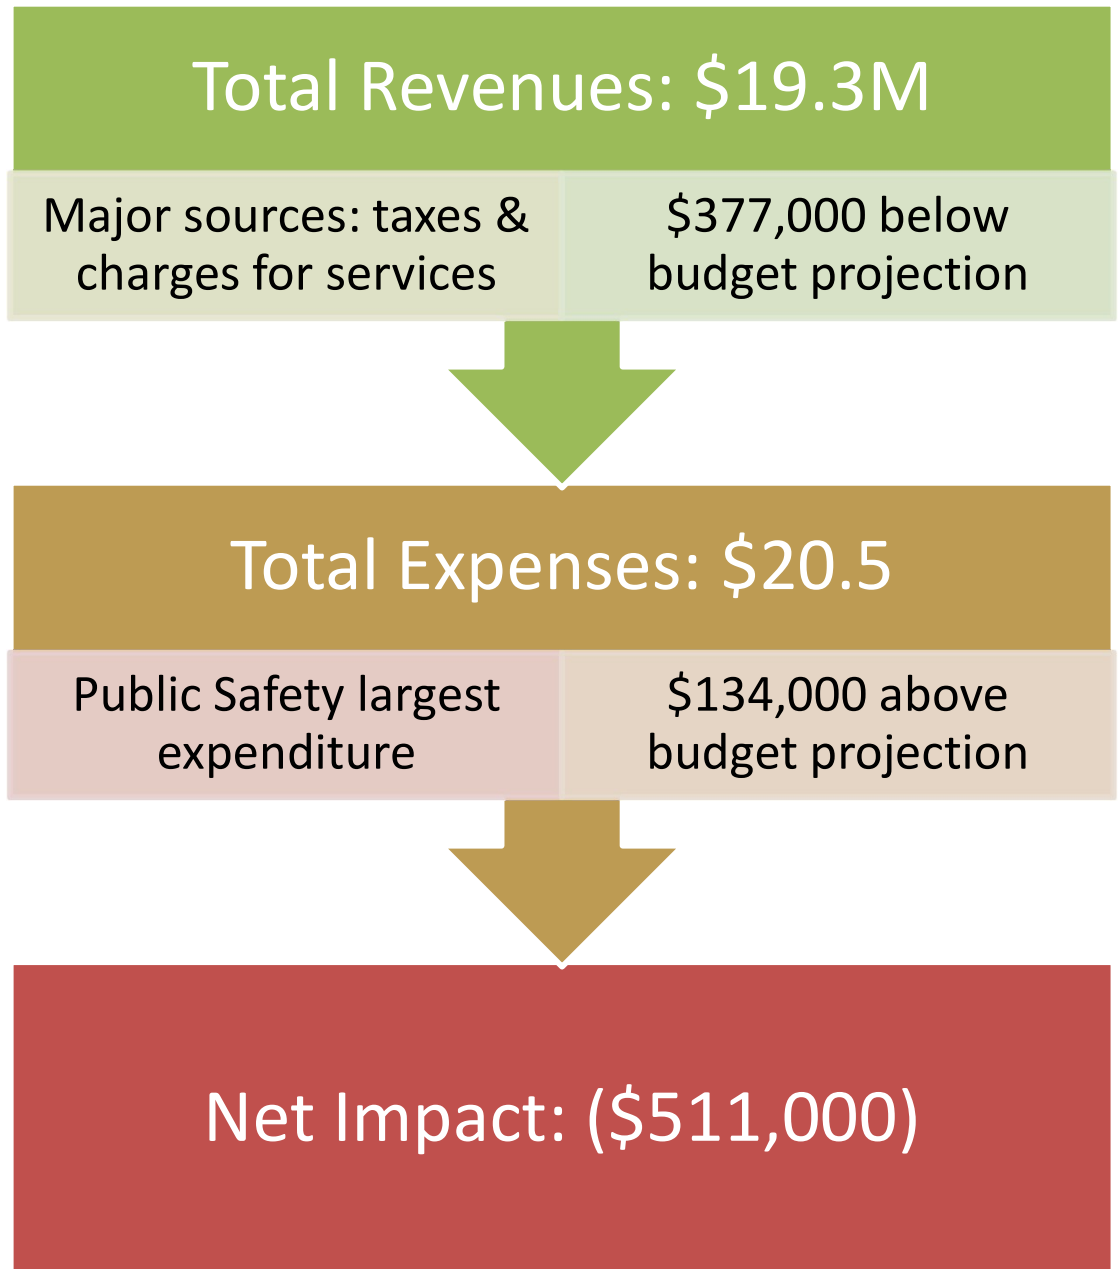 Total Revenues: $19.3M
Major sources: taxes &
charges for services
$377,000 below
budget projection
Total Expenses: $20.5
Public Safety largest
expenditure
$134,000 above
budget projection
Net Impact: ($511,000)